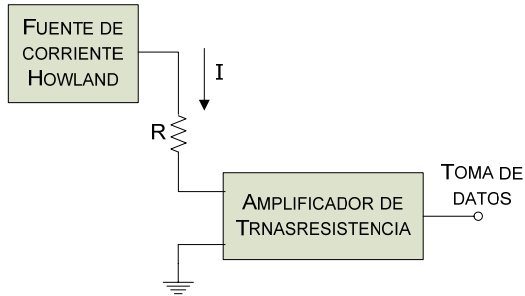 FUENTE DE
CORRIENTE
HOWLAND
I
R
AMPLIFICADOR DE
TRNASRESISTENCIA
TOMA DE
DATOS